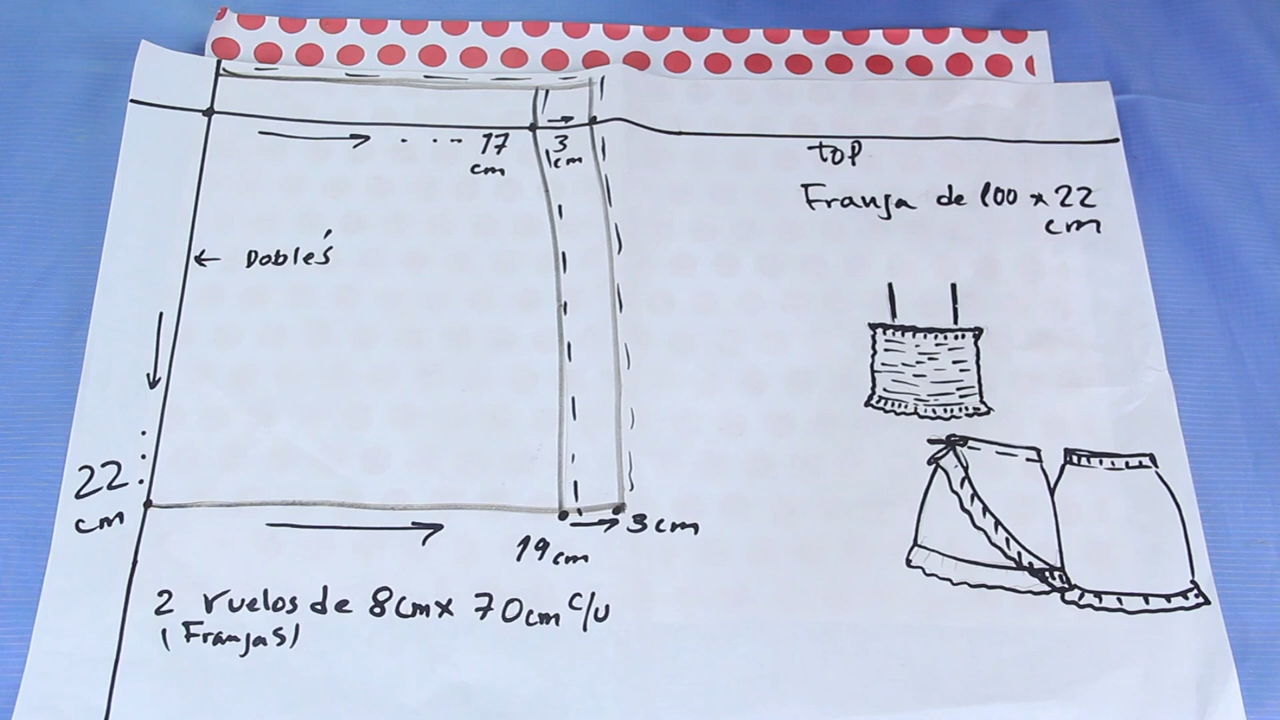 17
cm
3
cm
TOP
Franja de 100 x 22
cm
← Doblés
22
cm
3cm
19cm
2 vuelos de 8cm x 70cm c/u
(Franjas)